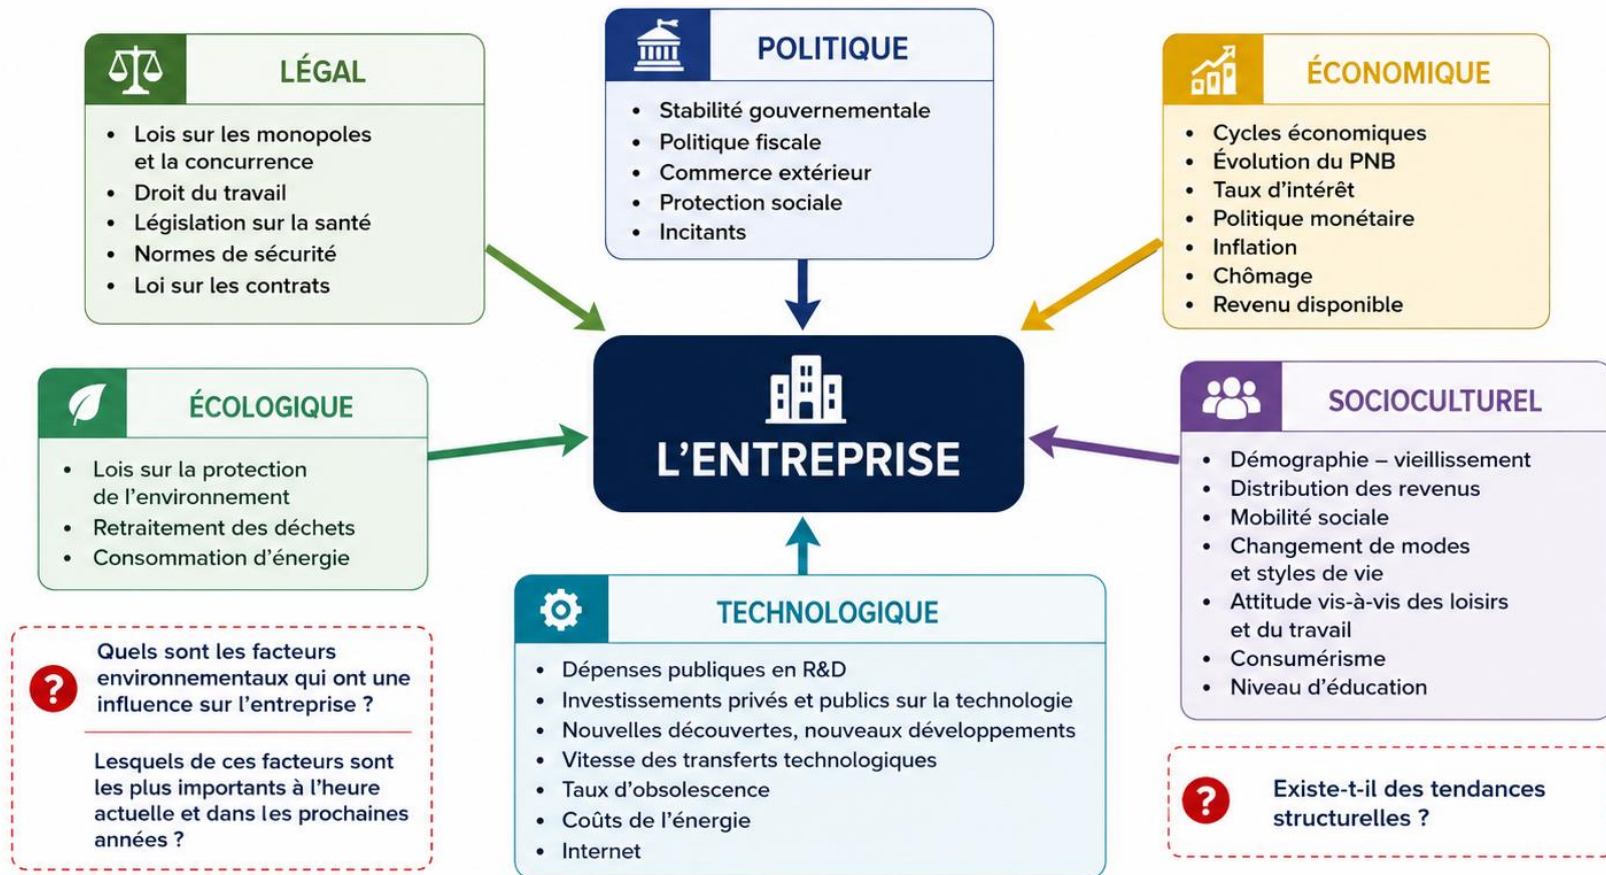 LÉGAL
• Lois sur les monopoles
et la concurrence
• Droit du travail
• Législation sur la santé
• Normes de sécurité
• Loi sur les contrats
POLITIQUE
• Stabilité gouvernementale
• Politique fiscale
• Commerce extérieur
• Protection sociale
• Incitants
ÉCONOMIQUE
• Cycles économiques
• Évolution du PNB
• Taux d'intérêt
• Politique monétaire
• Inflation
• Chômage
• Revenu disponible
ÉCOLOGIQUE
• Lois sur la protection
de l'environnement
• Retraitement des déchets
• Consommation d'énergie
L'ENTREPRISE
SOCIOCULTUREL
• Démographie – vieillissement
• Distribution des revenus
• Mobilité sociale
• Changement de modes
et styles de vie
• Attitude vis-à-vis des loisirs
et du travail
• Consumérisme
• Niveau d'éducation
TECHNOLOGIQUE
• Dépenses publiques en R&D
• Investissements privés et publics sur la technologie
• Nouvelles découvertes, nouveaux développements
• Vitesse des transferts technologiques
• Taux d'obsolescence
• Coûts de l'énergie
• Internet
?
Quels sont les facteurs
environnementaux qui ont une
influence sur l'entreprise ?
Lesquels de ces facteurs sont
les plus importants à l'heure
actuelle et dans les prochaines
années ?
?
Existe-t-il des tendances
structurelles ?